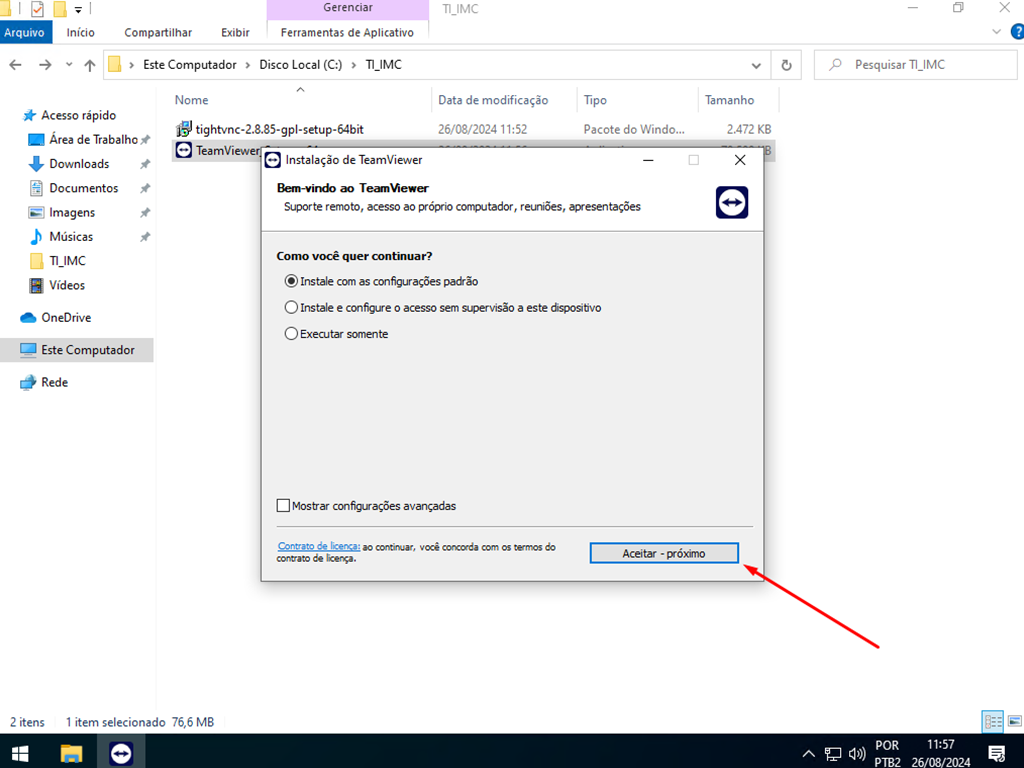 Gerenciar
TI_IMC
Arquivo
Início
Compartilhar
Exibir
Ferramentas de Aplicativo
Este Computador
Disco Local (C:)
TI_IMC
Pesquisar TI_IMC
Nome
Data de modificação
Tipo
Tamanho
Acesso rápido
Área de Trabalho
Downloads
Documentos
Imagens
Músicas
TI_IMC
Vídeos
OneDrive
Este Computador
Rede
tightvnc-2.8.85-gpl-setup-64bit
26/08/2024 11:52
Pacote do Windo...
2.472 KB
Instalação de TeamViewer
Bem-vindo ao TeamViewer
Suporte remoto, acesso ao próprio computador, reuniões, apresentações
Como você quer continuar?
Instale com as configurações padrão
Instale e configure o acesso sem supervisão a este dispositivo
Executar somente
Mostrar configurações avançadas
Contrato de licença: ao continuar, você concorda com os termos do
contrato de licença.
Aceitar - próximo
2 itens
1 item selecionado 76,6 MB
POR
PTB2
11:57
26/08/2024